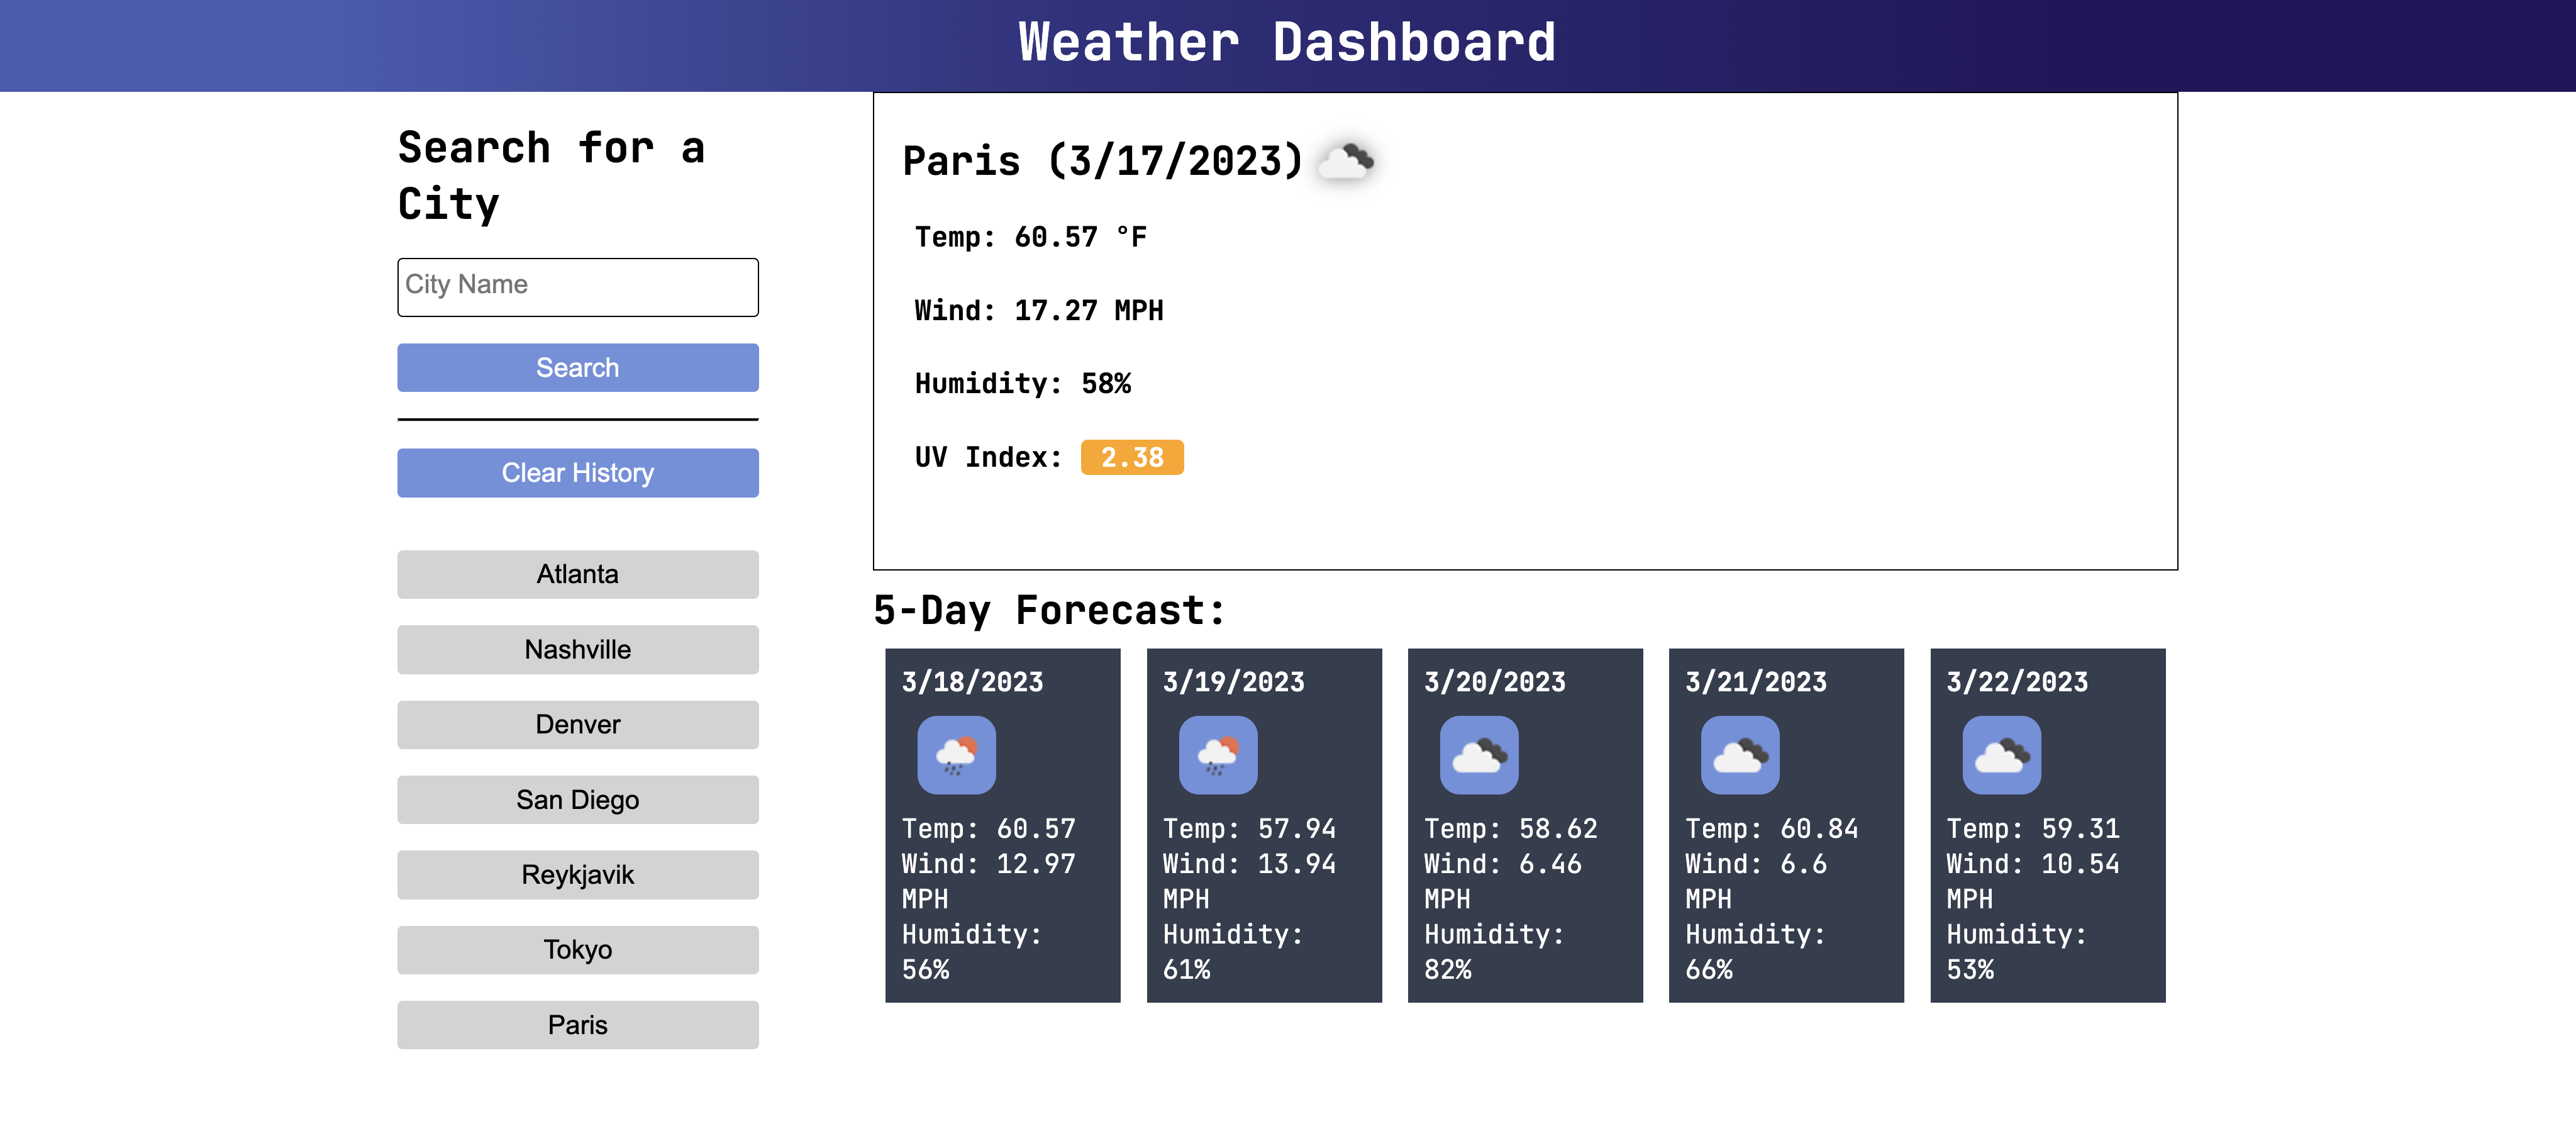 Weather Dashboard
Search for a
City
City Name
Search
Clear History
Atlanta
Nashville
Denver
San Diego
Reykjavik
Tokyo
Paris
Paris (3/17/2023)
Temp: 60.57 °F
Wind: 17.27 MPH
Humidity: 58%
UV Index: 2.38
5-Day Forecast:
3/18/2023
Temp: 60.57
Wind: 12.97
MPH
Humidity:
56%
3/19/2023
Temp: 57.94
Wind: 13.94
MPH
Humidity:
61%
3/20/2023
Temp: 58.62
Wind: 6.46
MPH
Humidity:
82%
3/21/2023
Temp: 60.84
Wind: 6.6
MPH
Humidity:
66%
3/22/2023
Temp: 59.31
Wind: 10.54
MPH
Humidity:
53%